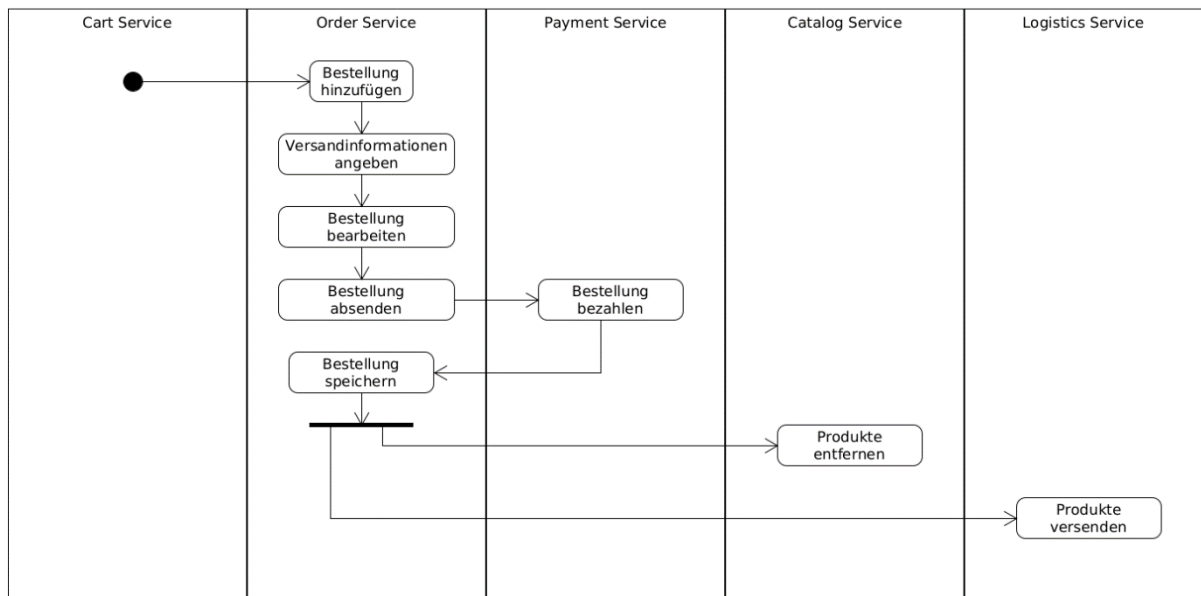 Cart Service
Order Service
Payment Service
Catalog Service
Logistics Service
Bestellung
hinzufügen
Versandinformationen
angeben
Bestellung
bearbeiten
Bestellung
absenden
Bestellung
bezahlen
Bestellung
speichern
Produkte
entfernen
Produkte
versenden